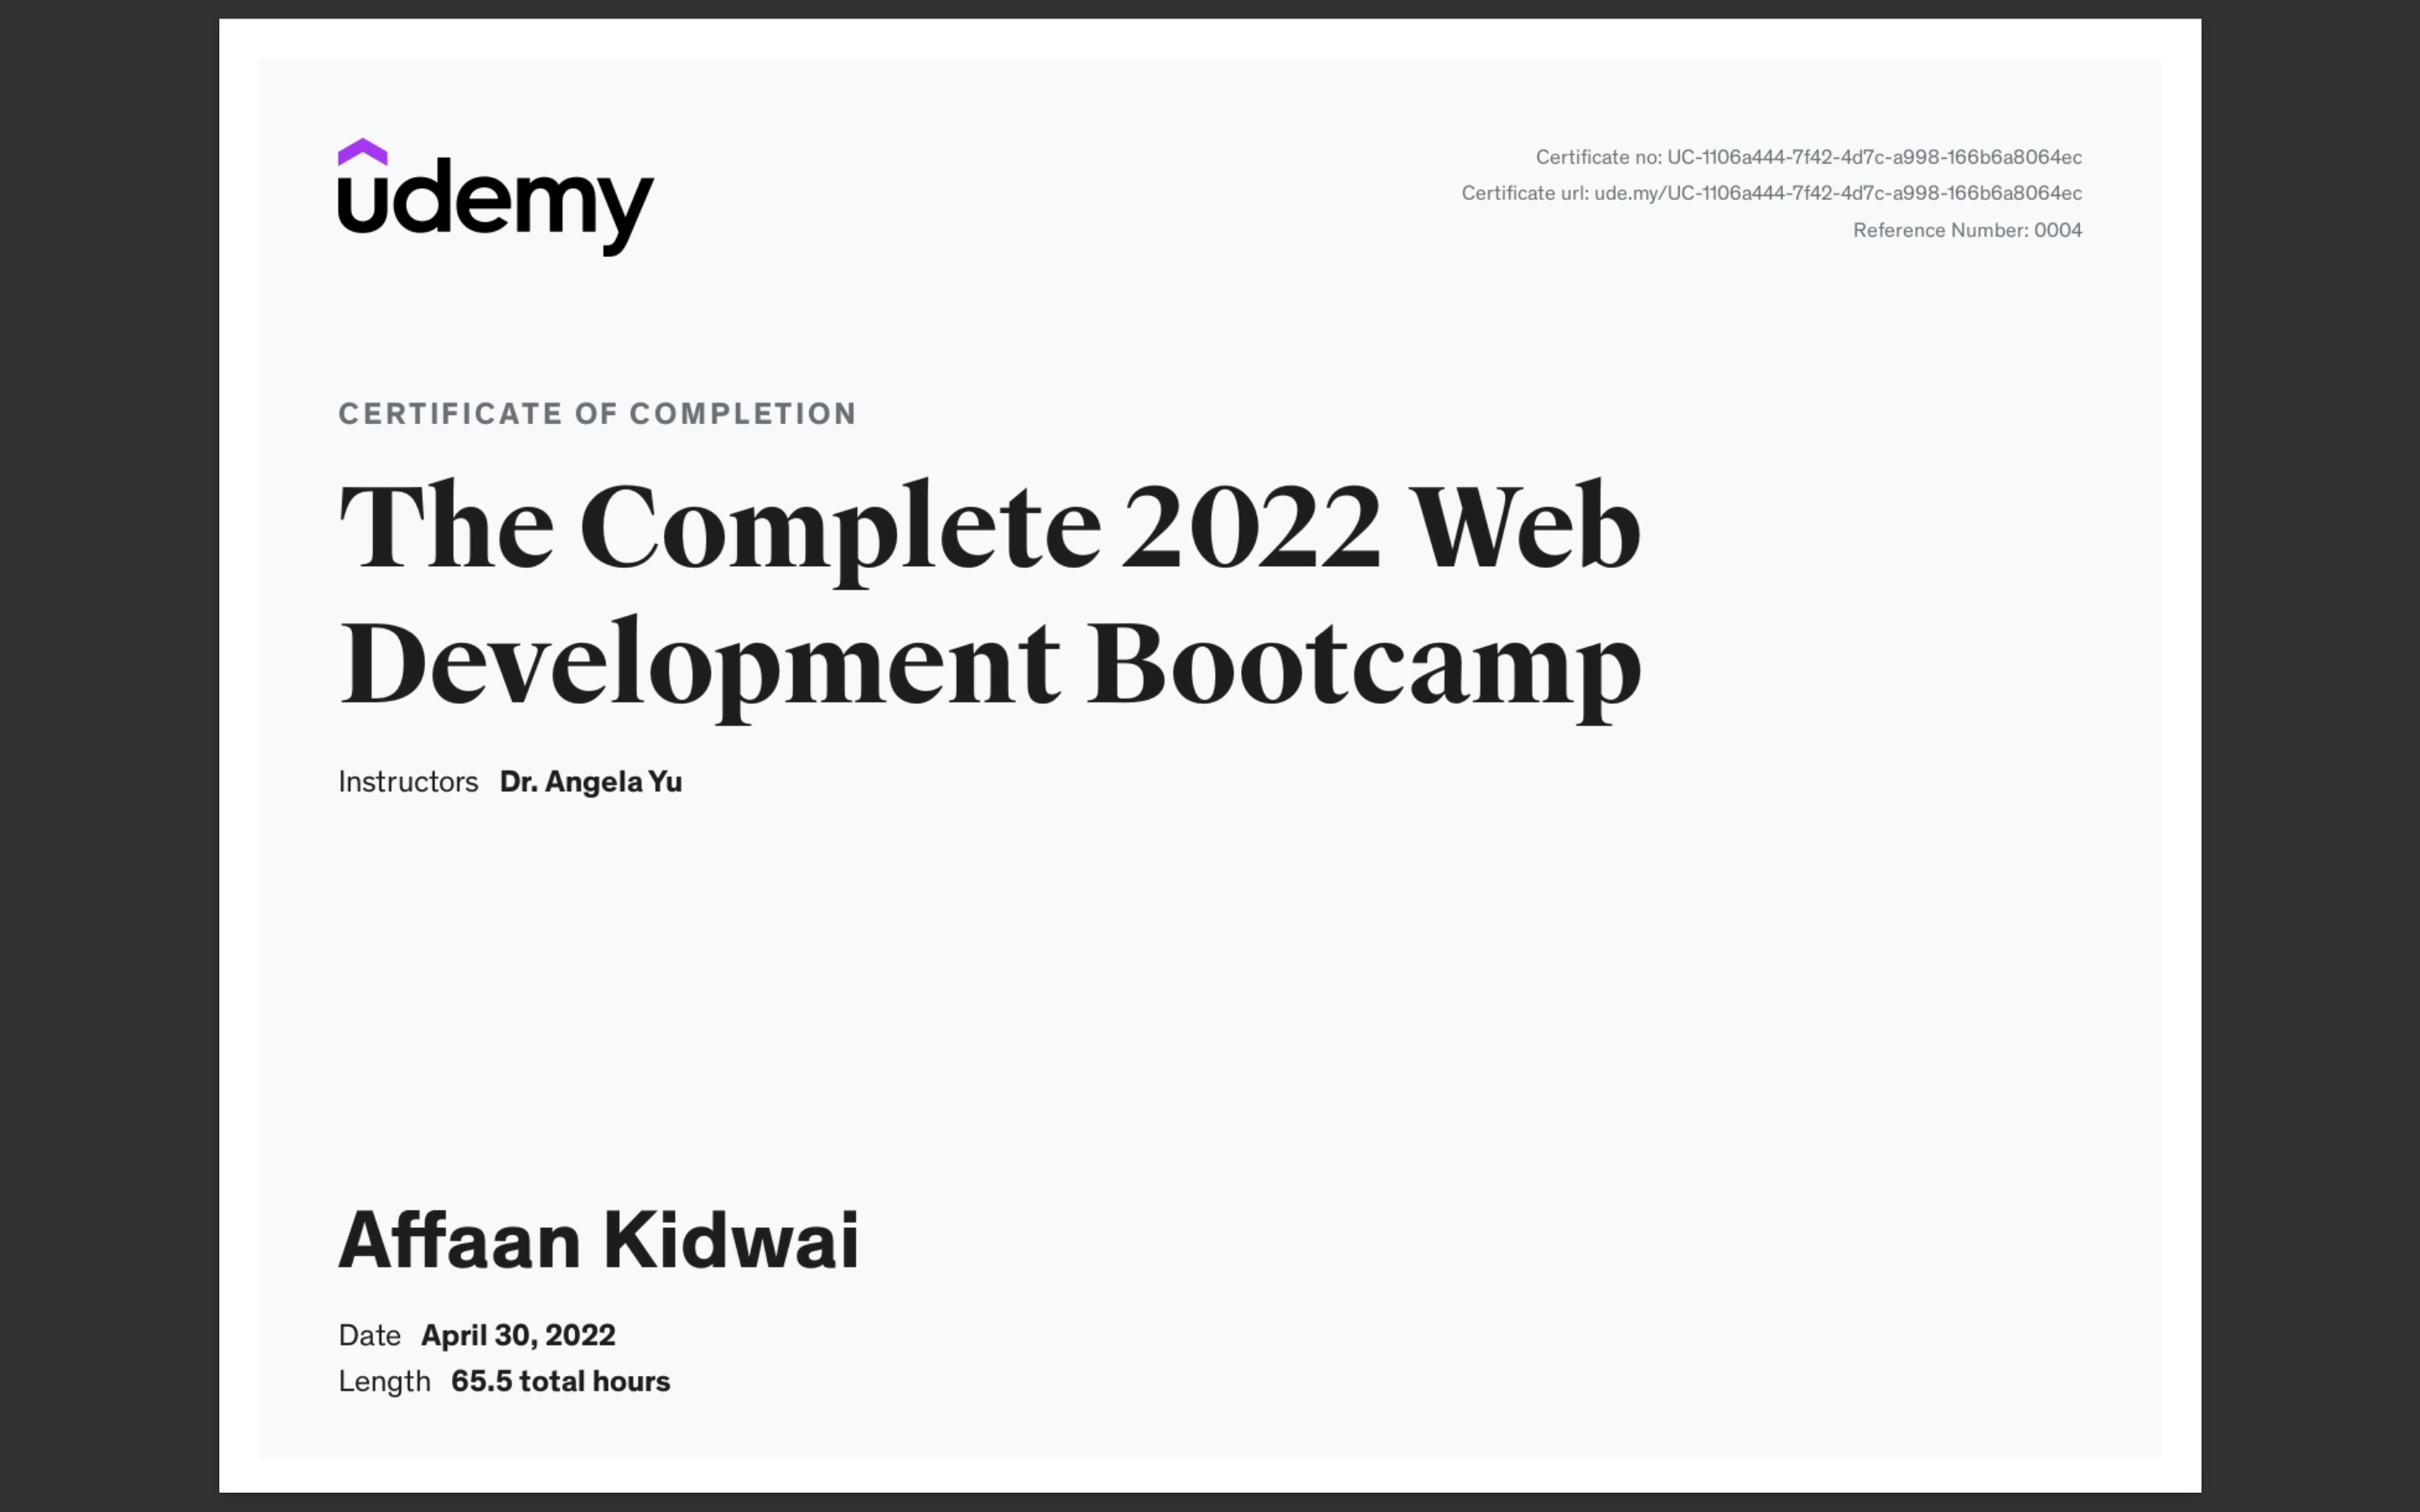 udemy
Certificate no: UC-1106a444-7f42-4d7c-a998-166b6a8064ec
Certificate url: ude.my/UC-1106a444-7f42-4d7c-a998-166b6a8064ec
Reference Number: 0004
CERTIFICATE OF COMPLETION
The Complete 2022 Web
Development Bootcamp
Instructors Dr. Angela Yu
Affaan Kidwai
Date April 30, 2022
Length 65.5 total hours